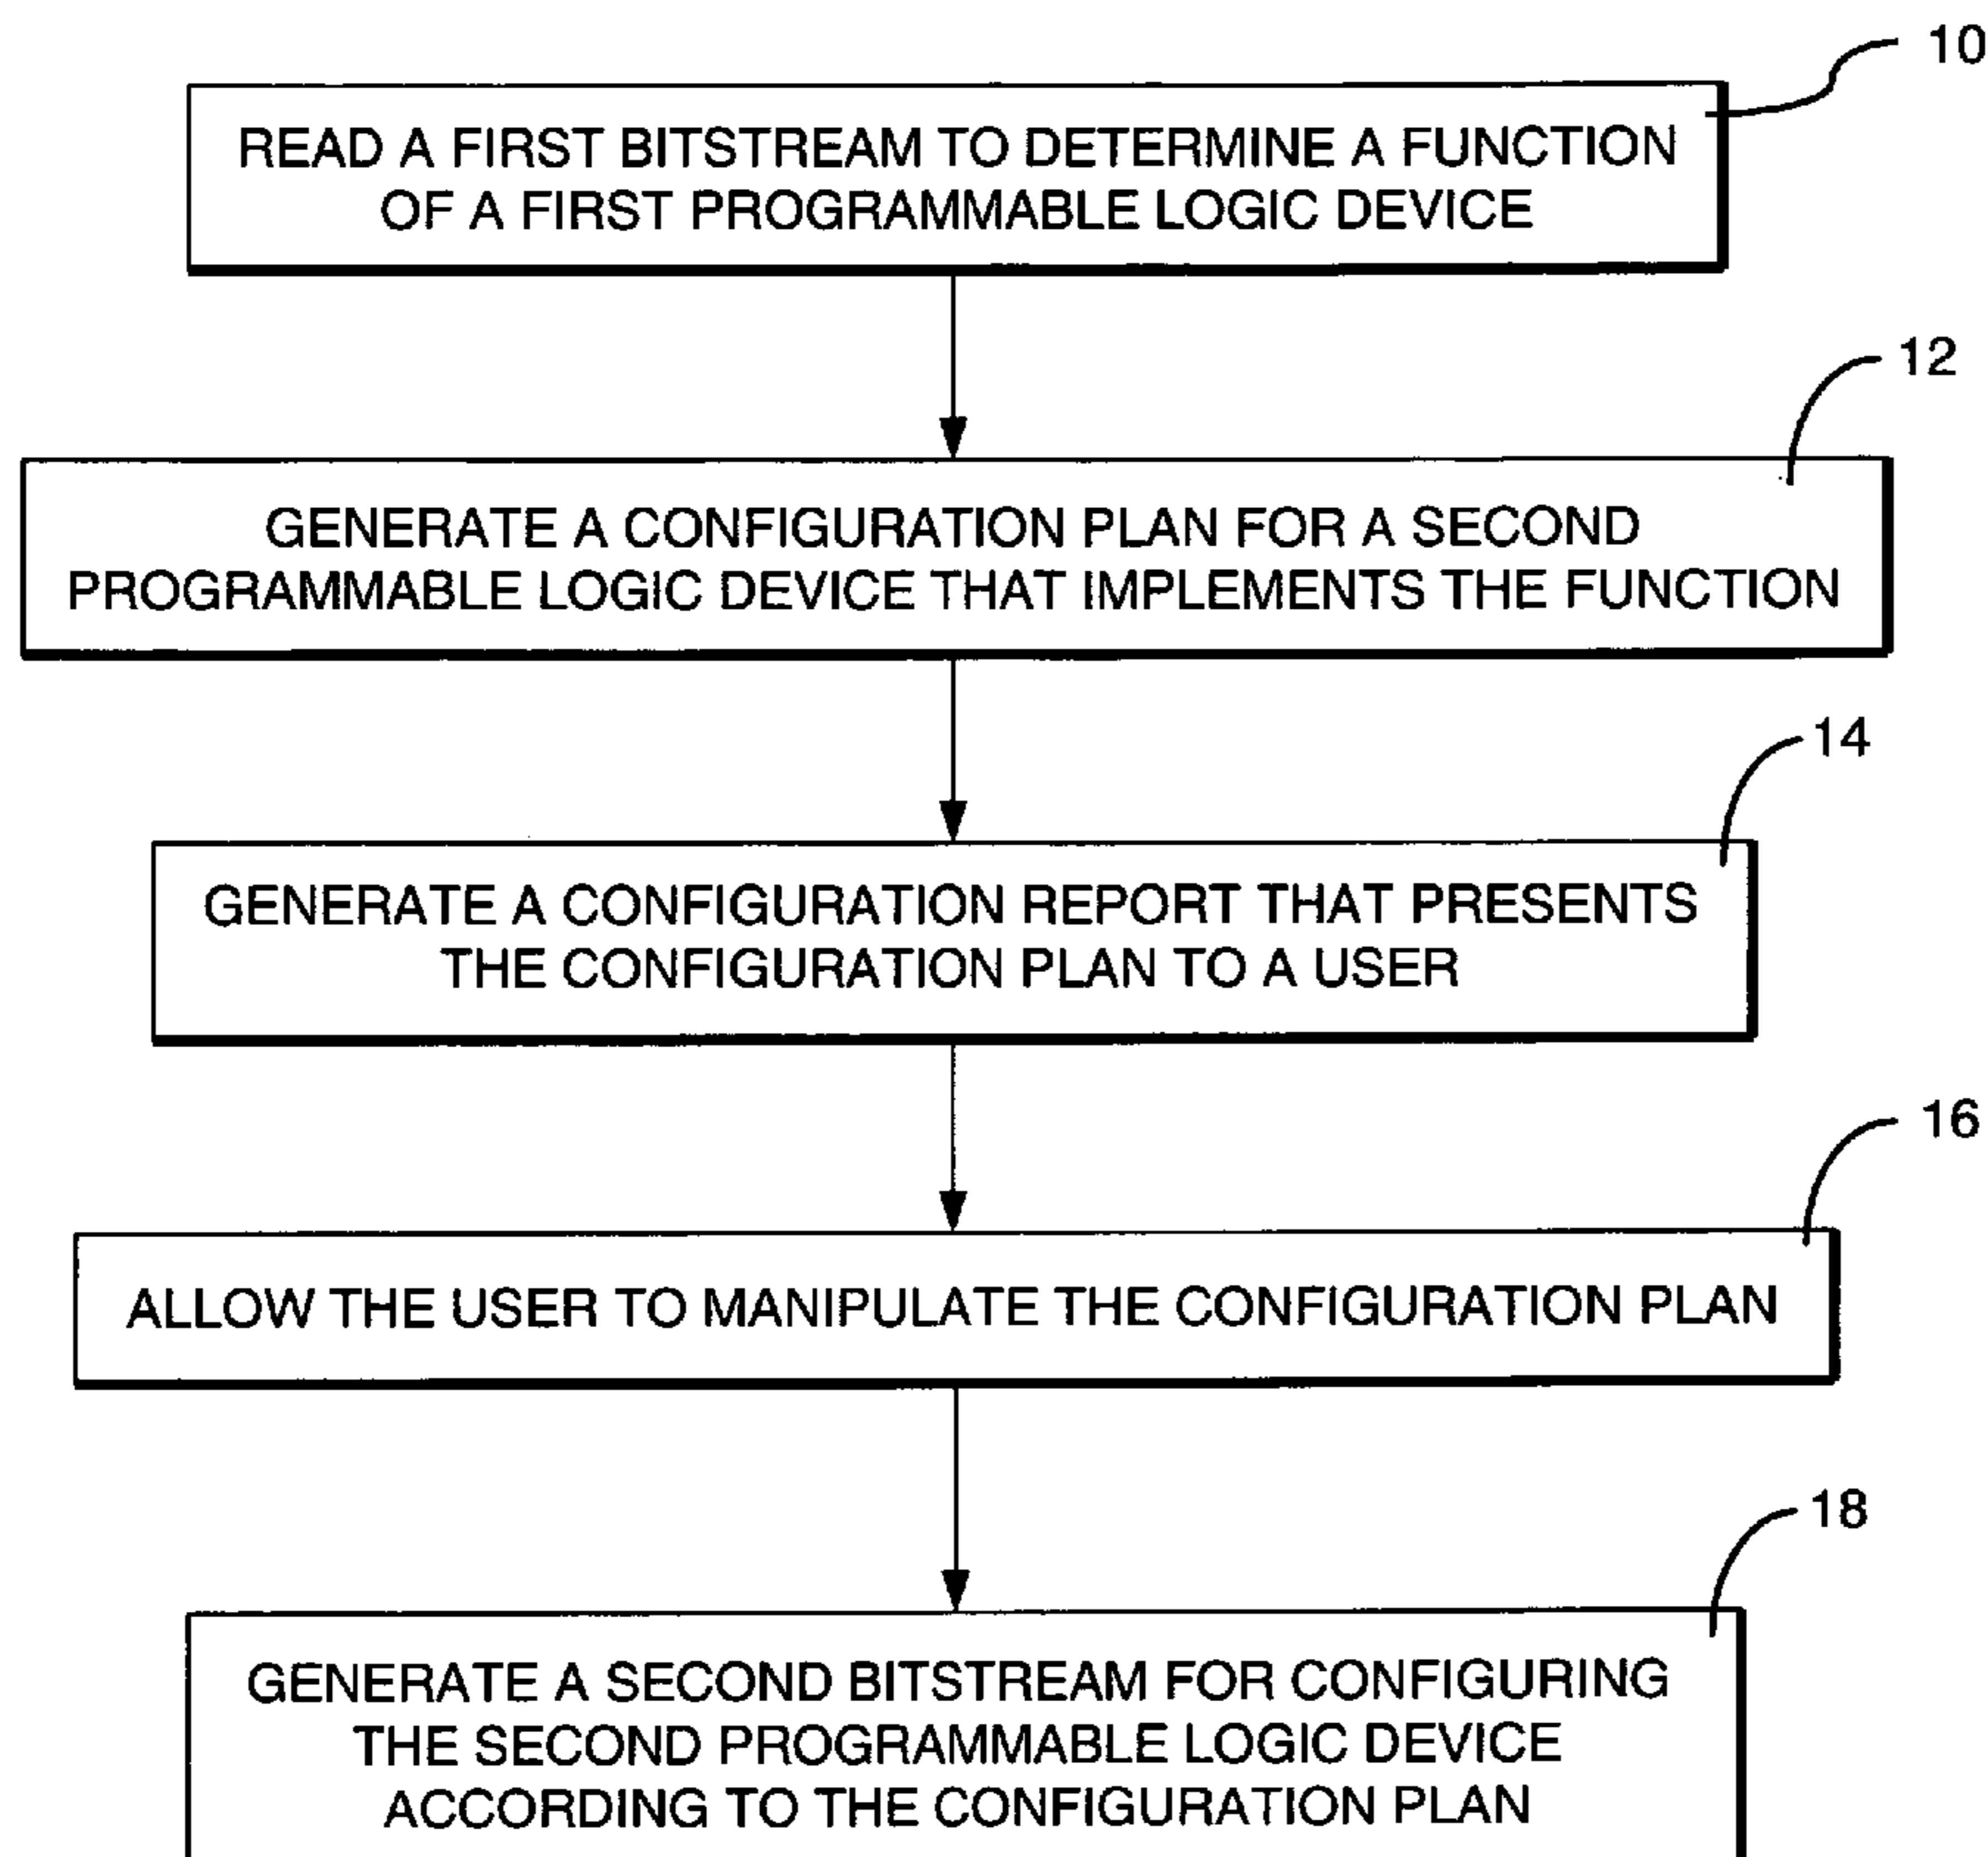 10
READ A FIRST BITSTREAM TO DETERMINE A FUNCTION
OF A FIRST PROGRAMMABLE LOGIC DEVICE
12
GENERATE A CONFIGURATION PLAN FOR A SECOND
PROGRAMMABLE LOGIC DEVICE THAT IMPLEMENTS THE FUNCTION
14
GENERATE A CONFIGURATION REPORT THAT PRESENTS
THE CONFIGURATION PLAN TO A USER
16
ALLOW THE USER TO MANIPULATE THE CONFIGURATION PLAN
18
GENERATE A SECOND BITSTREAM FOR CONFIGURING
THE SECOND PROGRAMMABLE LOGIC DEVICE
ACCORDING TO THE CONFIGURATION PLAN